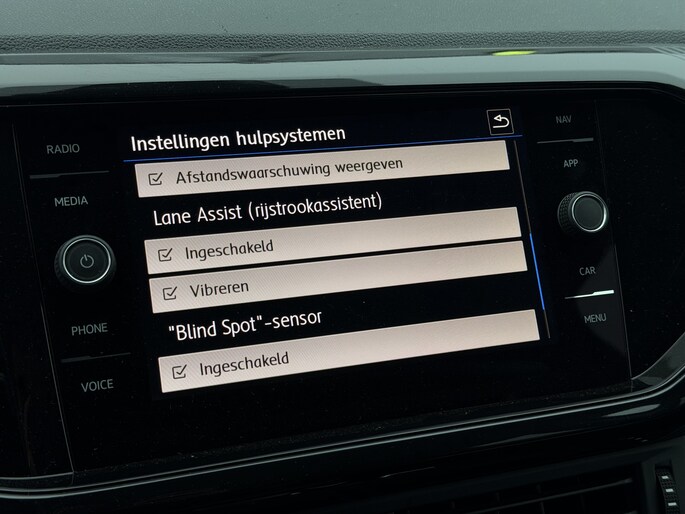 RADIO
MEDIA
PHONE
VOICE
Instellingen hulpsystemen
Afstandswaarschuwing weergeven
Lane Assist (rijstrookassistent)
Ingeschakeld
Vibreren
"Blind Spot"-sensor
Ingeschakeld
NAV
APP
CAR
MENU